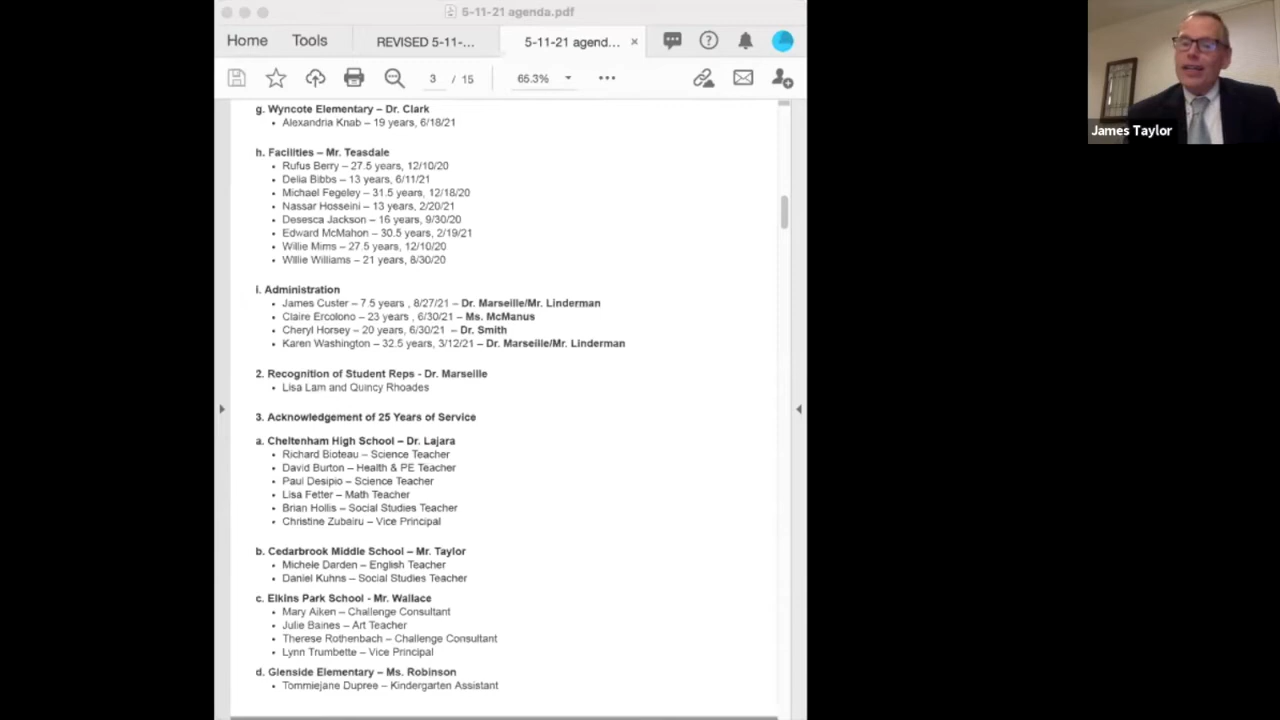 5-11-21 agenda.pdf
Home Tools REVISED 5-11-... 5-11-21 agend... ×
3 / 15 65.3%
g. Wyncote Elementary – Dr. Clark
• Alexandria Knab – 19 years, 6/18/21
h. Facilities – Mr. Teasdale
• Rufus Berry – 27.5 years, 12/10/20
• Delia Bibbs – 13 years, 6/11/21
• Michael Fegeley – 31.5 years, 12/18/20
• Nassar Hosseini – 13 years, 2/20/21
• Desesca Jackson – 16 years, 9/30/20
• Edward McMahon – 30.5 years, 2/19/21
• Willie Mims – 27.5 years, 12/10/20
• Willie Williams – 21 years, 8/30/20
i. Administration
• James Custer – 7.5 years , 8/27/21 – Dr. Marseille/Mr. Linderman
• Claire Ercolono – 23 years , 6/30/21 – Ms. McManus
• Cheryl Horsey – 20 years, 6/30/21 – Dr. Smith
• Karen Washington – 32.5 years, 3/12/21 – Dr. Marseille/Mr. Linderman
2. Recognition of Student Reps - Dr. Marseille
• Lisa Lam and Quincy Rhoades
3. Acknowledgement of 25 Years of Service
a. Cheltenham High School – Dr. Lajara
• Richard Bioteau – Science Teacher
• David Burton – Health & PE Teacher
• Paul Desipio – Science Teacher
• Lisa Fetter – Math Teacher
• Brian Hollis – Social Studies Teacher
• Christine Zubairu – Vice Principal
b. Cedarbrook Middle School – Mr. Taylor
• Michele Darden – English Teacher
• Daniel Kuhns – Social Studies Teacher
c. Elkins Park School - Mr. Wallace
• Mary Aiken – Challenge Consultant
• Julie Baines – Art Teacher
• Therese Rothenbach – Challenge Consultant
• Lynn Trumbette – Vice Principal
d. Glenside Elementary – Ms. Robinson
• Tommiejane Dupree – Kindergarten Assistant
James Taylor